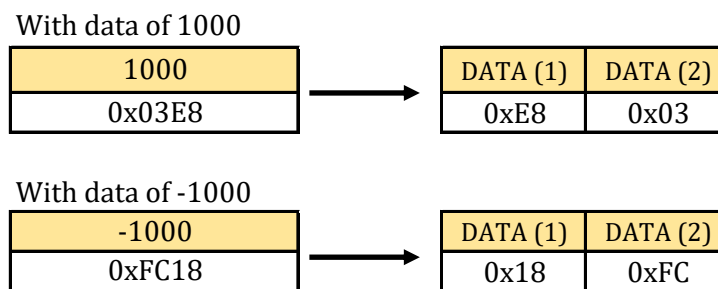 With data of 1000
1000 DATA (1) DATA (2)
0x03E8 0xE8 0x03
With data of -1000
-1000 DATA (1) DATA (2)
0xFC18 0x18 0xFC